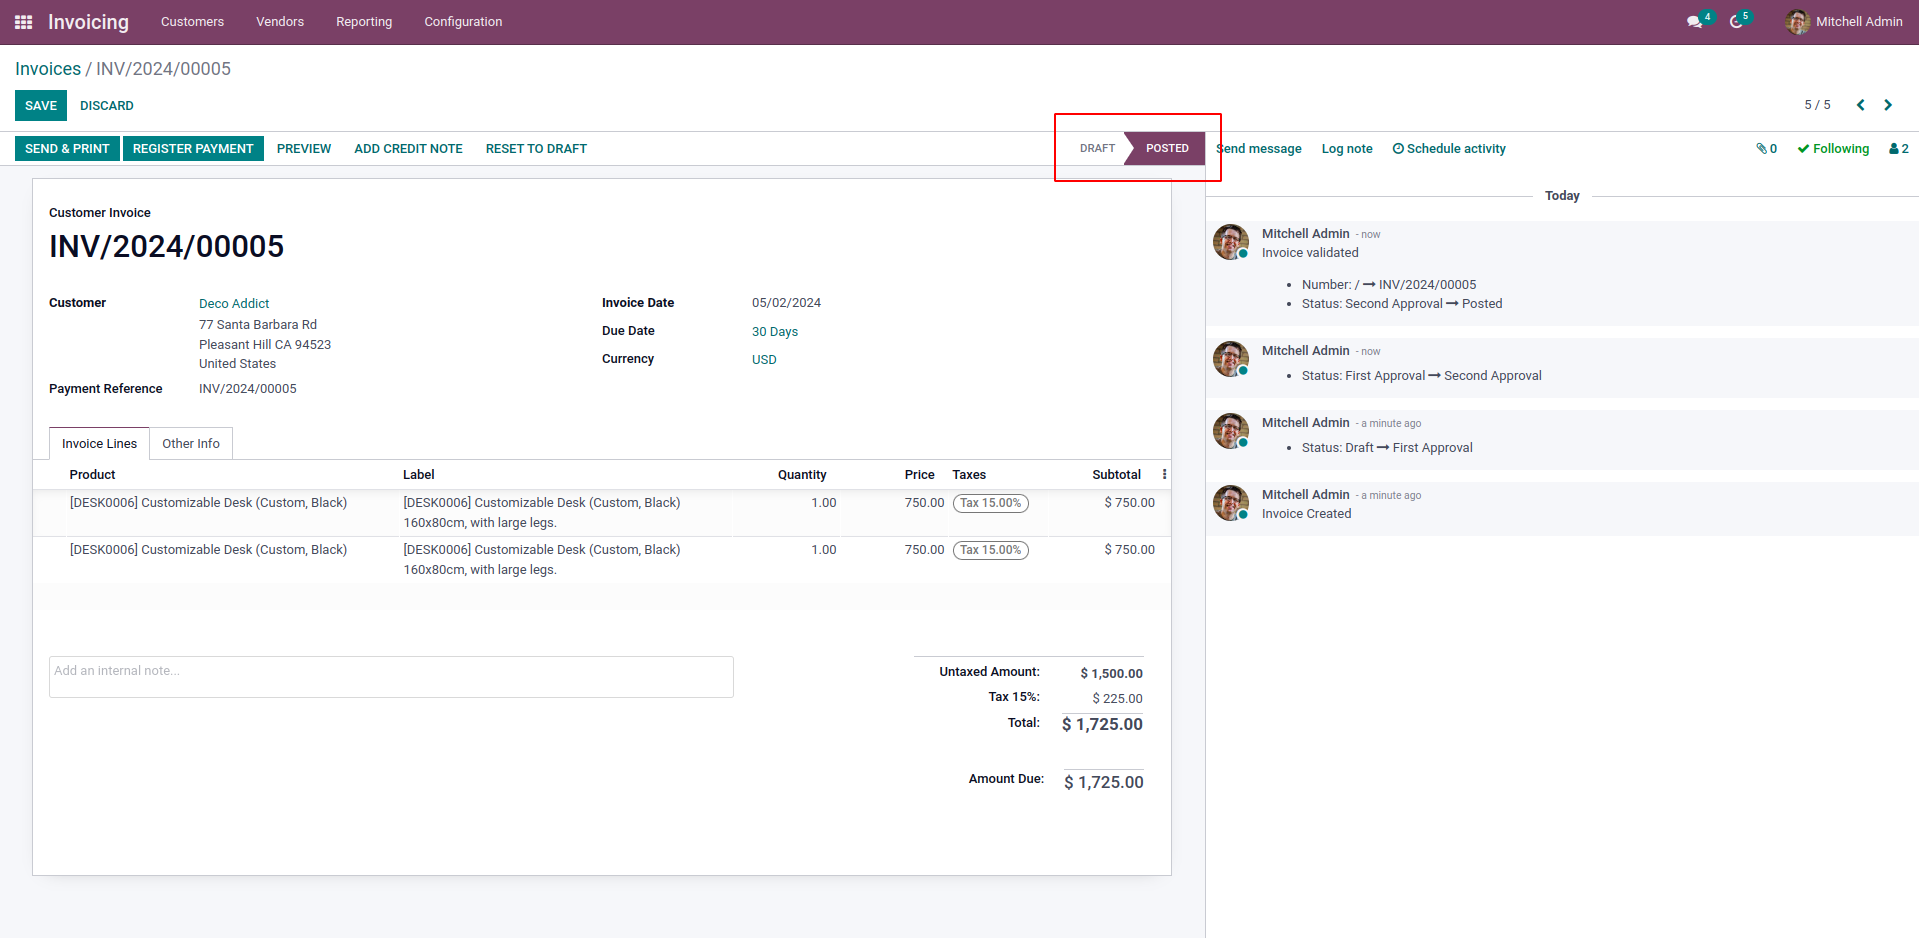 Invoicing Customers Vendors Reporting Configuration 4 5 Mitchell Admin
Invoices / INV/2024/00005
SAVE DISCARD 5 / 5
SEND & PRINT REGISTER PAYMENT PREVIEW ADD CREDIT NOTE RESET TO DRAFT DRAFT POSTED Send message Log note Schedule activity 0 Following 2
Customer Invoice
INV/2024/00005
Customer Deco Addict
77 Santa Barbara Rd
Pleasant Hill CA 94523
United States
Payment Reference INV/2024/00005
Invoice Date 05/02/2024
Due Date 30 Days
Currency USD
Invoice Lines Other Info
Product Label Quantity Price Taxes Subtotal
[DESK0006] Customizable Desk (Custom, Black) [DESK0006] Customizable Desk (Custom, Black) 1.00 750.00 Tax 15.00% $ 750.00
160x80cm, with large legs.
[DESK0006] Customizable Desk (Custom, Black) [DESK0006] Customizable Desk (Custom, Black) 1.00 750.00 Tax 15.00% $ 750.00
160x80cm, with large legs.
Add an internal note...
Untaxed Amount: $ 1,500.00
Tax 15%: $ 225.00
Total: $ 1,725.00
Amount Due: $ 1,725.00
Today
Mitchell Admin - now
Invoice validated
• Number: / → INV/2024/00005
• Status: Second Approval → Posted
Mitchell Admin - now
• Status: First Approval → Second Approval
Mitchell Admin - a minute ago
• Status: Draft → First Approval
Mitchell Admin - a minute ago
Invoice Created